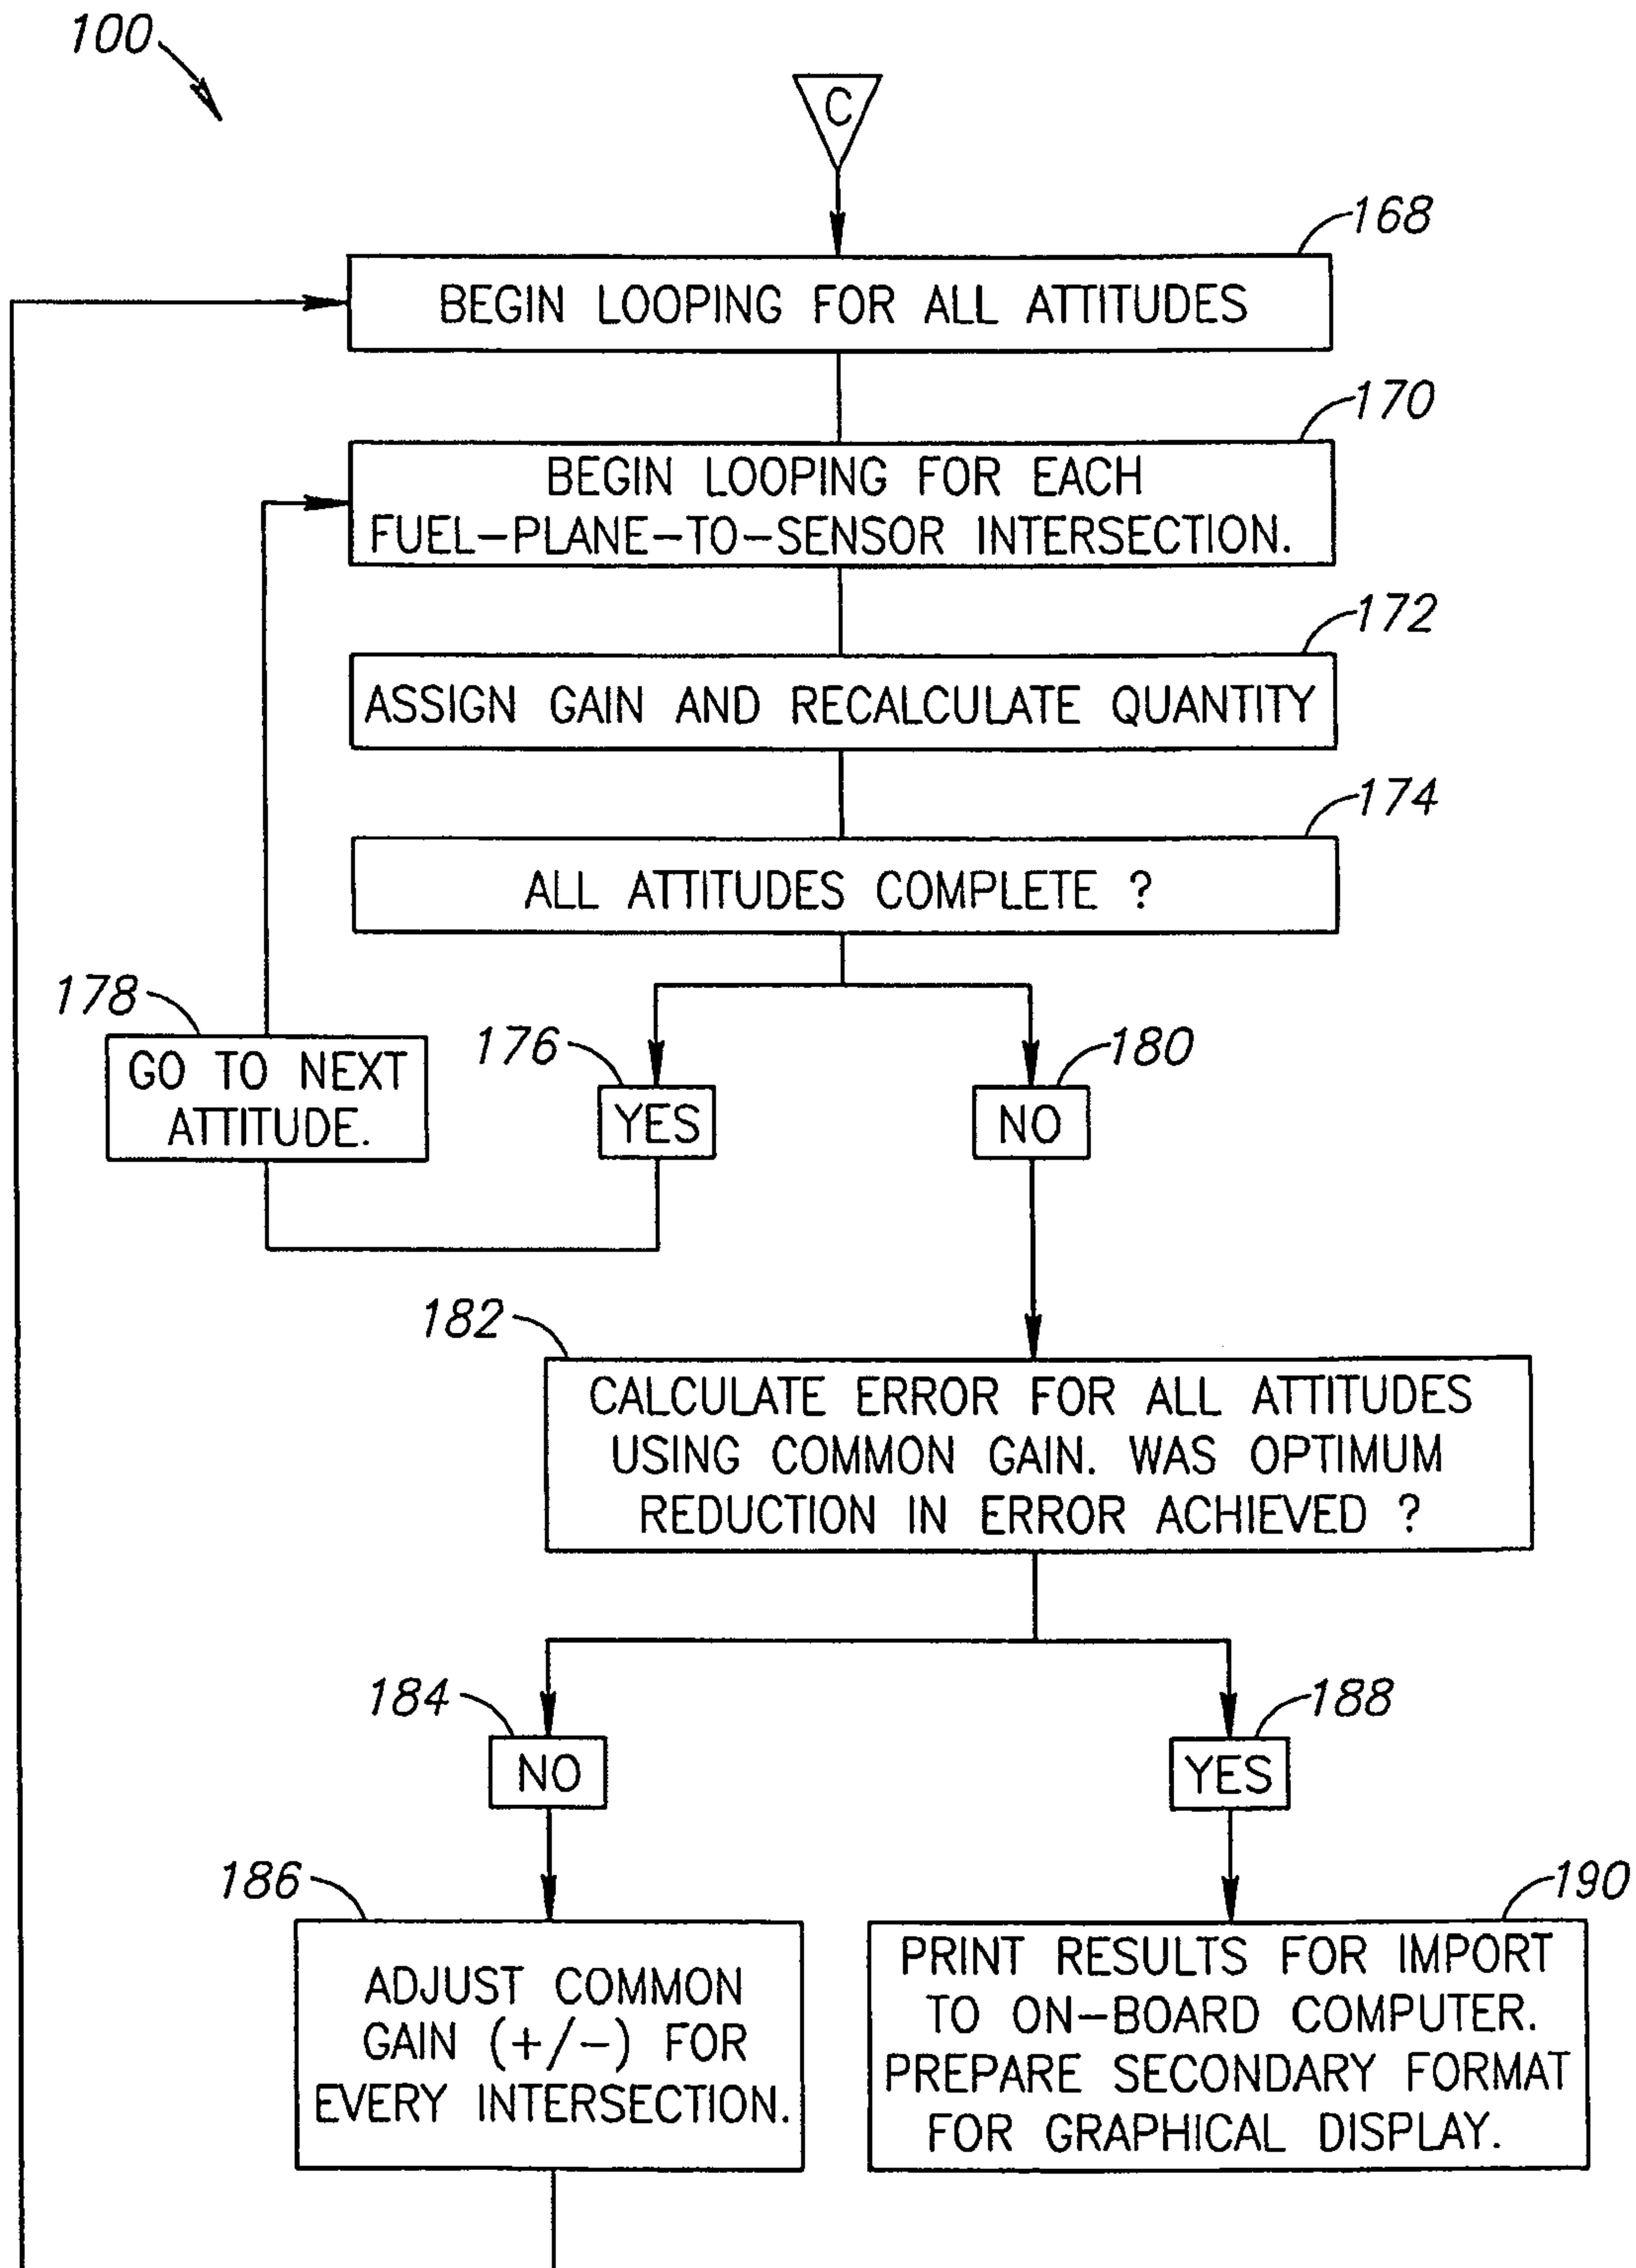 100
C
168
BEGIN LOOPING FOR ALL ATTITUDES
170
BEGIN LOOPING FOR EACH
FUEL-PLANE-TO-SENSOR INTERSECTION.
172
ASSIGN GAIN AND RECALCULATE QUANTITY
174
ALL ATTITUDES COMPLETE ?
178
GO TO NEXT
ATTITUDE.
176
YES
180
NO
182
CALCULATE ERROR FOR ALL ATTITUDES
USING COMMON GAIN. WAS OPTIMUM
REDUCTION IN ERROR ACHIEVED ?
184
NO
188
YES
186
ADJUST COMMON
GAIN (+/-) FOR
EVERY INTERSECTION.
190
PRINT RESULTS FOR IMPORT
TO ON-BOARD COMPUTER.
PREPARE SECONDARY FORMAT
FOR GRAPHICAL DISPLAY.